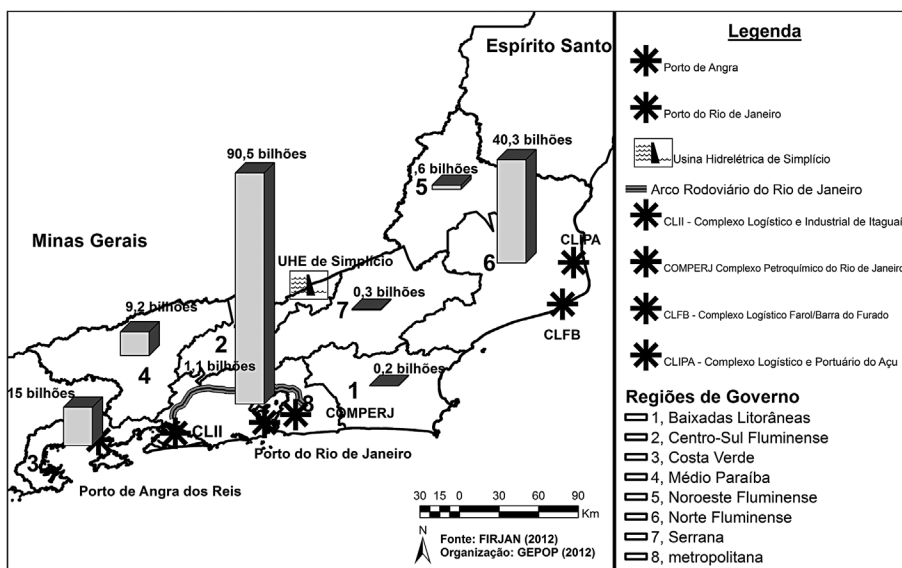 Espírito Santo
90,5 bilhões
40,3 bilhões
,6 bilhões
5
Minas Gerais
CLIPA
6
UHE de Simplício
9,2 bilhões
0,3 bilhões
7
CLFB
2
1,1 bilhões
0,2 bilhões
4
15 bilhões
1
8
COMPERJ
CLII
Porto do Rio de Janeiro
3
Porto de Angra dos Reis
30 15 0 30 60 90
Km
N
Fonte: FIRJAN (2012)
Organização: GEPOP (2012)
Legenda
Porto de Angra
Porto do Rio de Janeiro
Usina Hidrelétrica de Simplício
Arco Rodoviário do Rio de Janeiro
CLII - Complexo Logístico e Industrial de Itaguaí
COMPERJ Complexo Petroquímico do Rio de Janeiro
CLFB - Complexo Logístico Farol/Barra do Furado
CLIPA - Complexo Logístico e Portuário do Açu
Regiões de Governo
1, Baixadas Litorâneas
2, Centro-Sul Fluminense
3, Costa Verde
4, Médio Paraíba
5, Noroeste Fluminense
6, Norte Fluminense
7, Serrana
8, metropolitana